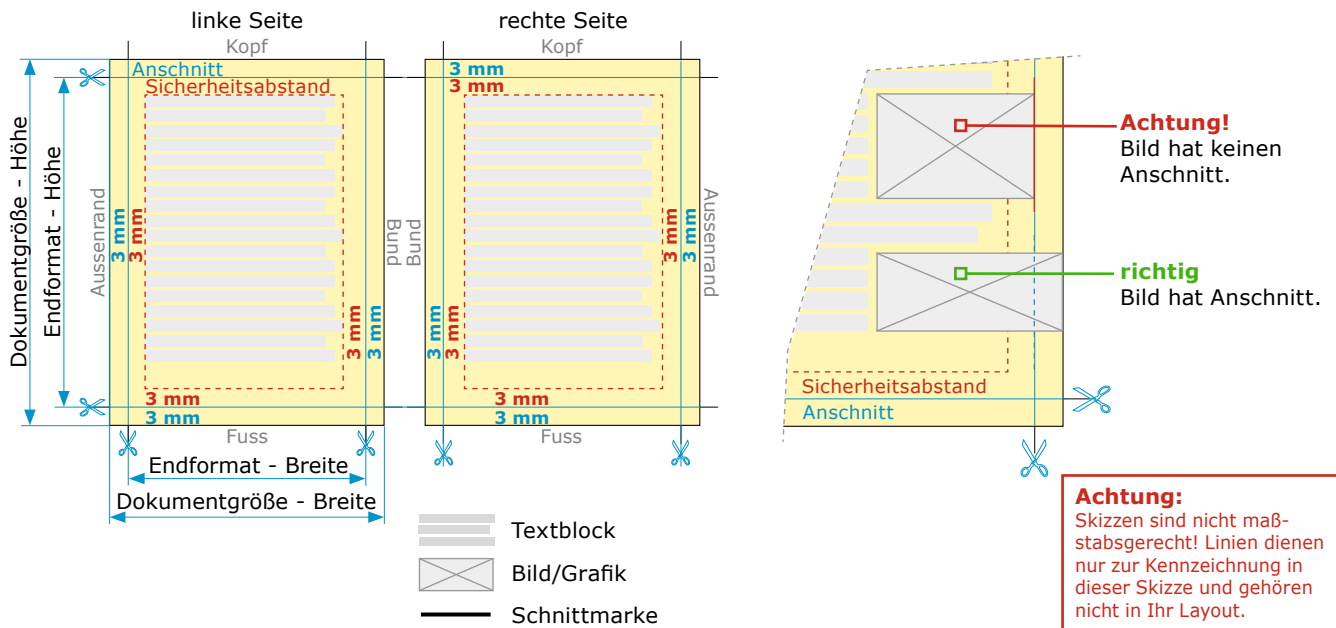 linke Seite
Kopf
Anschnitt
Sicherheitsabstand
Dokumentgröße - Höhe
Endformat - Höhe
Aussenrand
3 mm
3 mm
Bund
3 mm
3 mm
3 mm
3 mm
Fuss
Endformat - Breite
Dokumentgröße - Breite
rechte Seite
Kopf
3 mm
3 mm
Bund
3 mm
3 mm
Aussenrand
3 mm
3 mm
3 mm
3 mm
Fuss
Textblock
Bild/Grafik
Schnittmarke
Achtung!
Bild hat keinen
Anschnitt.
richtig
Bild hat Anschnitt.
Sicherheitsabstand
Anschnitt
Achtung:
Skizzen sind nicht maß-
stabsgerecht! Linien dienen
nur zur Kennzeichnung in
dieser Skizze und gehören
nicht in Ihr Layout.